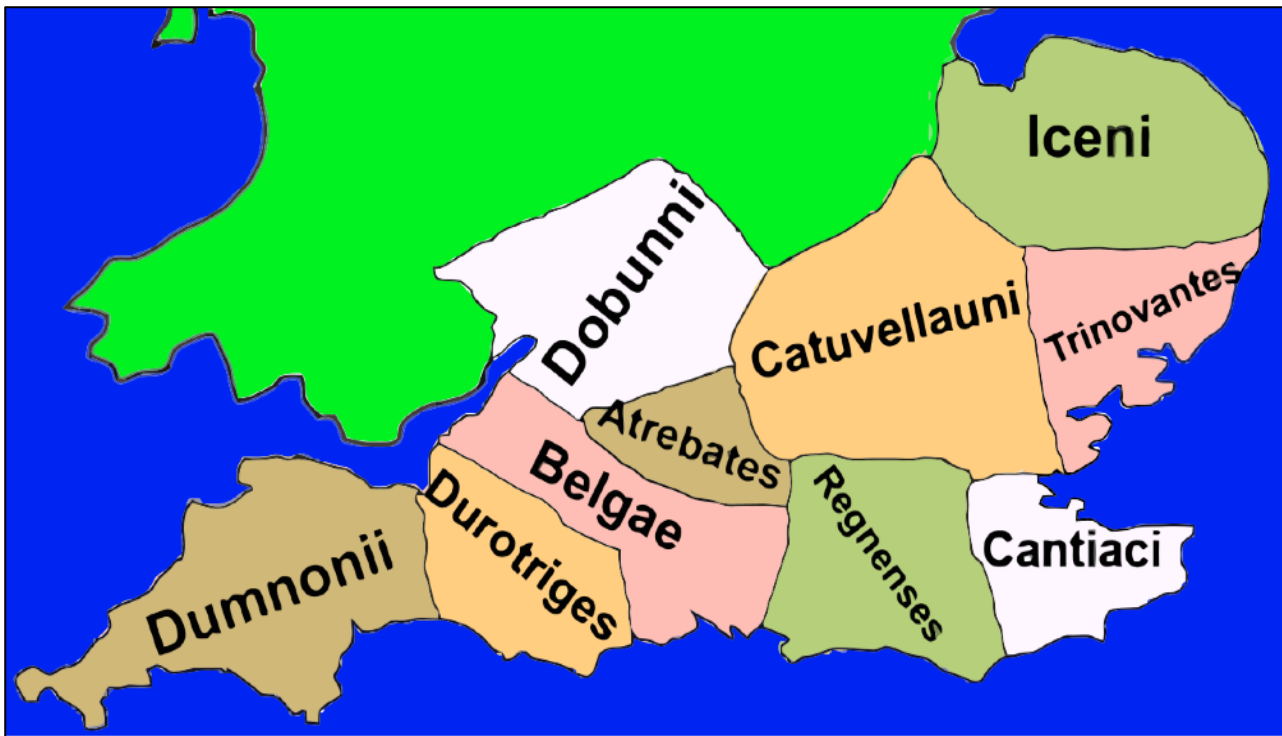 Iceni
Dobunni
Catuvellauni
Trinovantes
Atrebates
Belgae
Regnenses
Durotriges
Cantiaci
Dumnonii